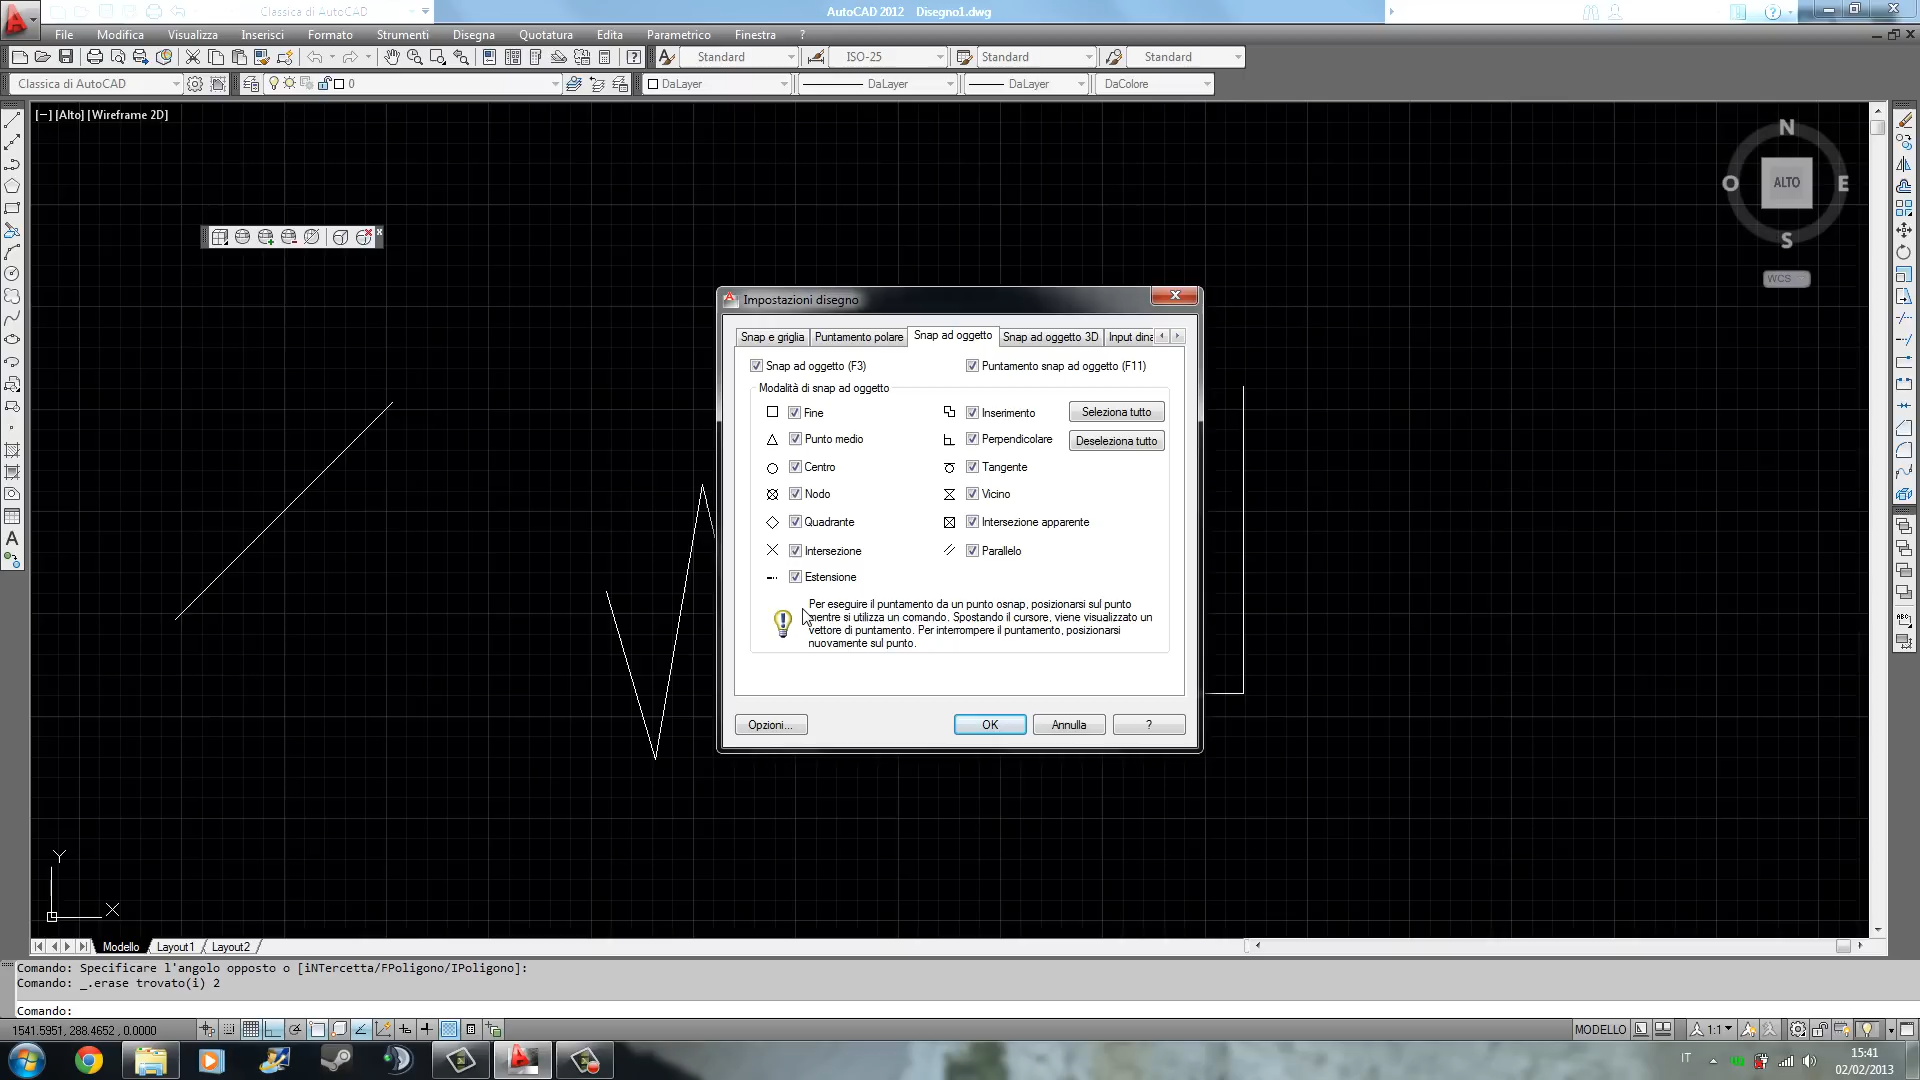 Classica di AutoCAD
AutoCAD 2012 Disegno1.dwg
File Modifica Visualizza Inserisci Formato Strumenti Disegna Quotatura Edita Parametrico Finestra ?
Standard ISO-25 Standard Standard
Classica di AutoCAD 0 DaLayer DaLayer DaLayer DaColore
[−] [Alto] [Wireframe 2D]
N
O ALTO E
S
WCS
Impostazioni disegno
Snap e griglia Puntamento polare Snap ad oggetto Snap ad oggetto 3D Input dina
Snap ad oggetto (F3) Puntamento snap ad oggetto (F11)
Modalità di snap ad oggetto
Fine Inserimento Seleziona tutto
Punto medio Perpendicolare Deseleziona tutto
Centro Tangente
Nodo Vicino
Quadrante Intersezione apparente
Intersezione Parallelo
Estensione
Per eseguire il puntamento da un punto osnap, posizionarsi sul punto
mentre si utilizza un comando. Spostando il cursore, viene visualizzato un
vettore di puntamento. Per interrompere il puntamento, posizionarsi
nuovamente sul punto.
Opzioni... OK Annulla ?
Y
X
Modello Layout1 Layout2
Comando: Specificare l'angolo opposto o [iNTercetta/FPoligono/IPoligono]:
Comando: _.erase trovato(i) 2
Comando:
1541.5951, 288.4652 , 0.0000 MODELLO 1:1
IT 15:41
02/02/2013